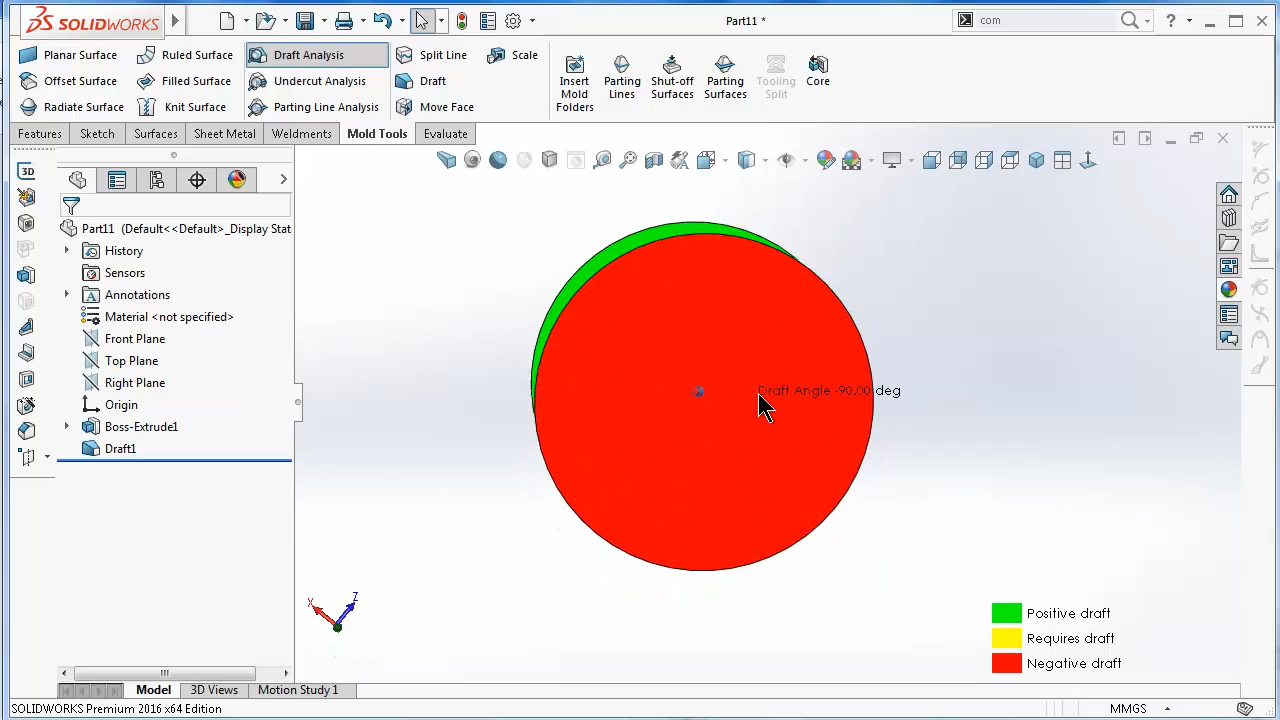 SOLIDWORKS
Part11 *
com
?
Planar Surface
Ruled Surface
Draft Analysis
Split Line
Scale
Offset Surface
Filled Surface
Undercut Analysis
Draft
Radiate Surface
Knit Surface
Parting Line Analysis
Move Face
Insert
Mold
Folders
Parting
Lines
Shut-off
Surfaces
Parting
Surfaces
Tooling
Split
Core
Features
Sketch
Surfaces
Sheet Metal
Weldments
Mold Tools
Evaluate
3D
Part11 (Default<<Default>_Display Stat
History
Sensors
Annotations
Material <not specified>
Front Plane
Top Plane
Right Plane
Origin
Boss-Extrude1
Draft1
Draft Angle -90.00 deg
X
Z
Positive draft
Requires draft
Negative draft
Model
3D Views
Motion Study 1
SOLIDWORKS Premium 2016 x64 Edition
MMGS